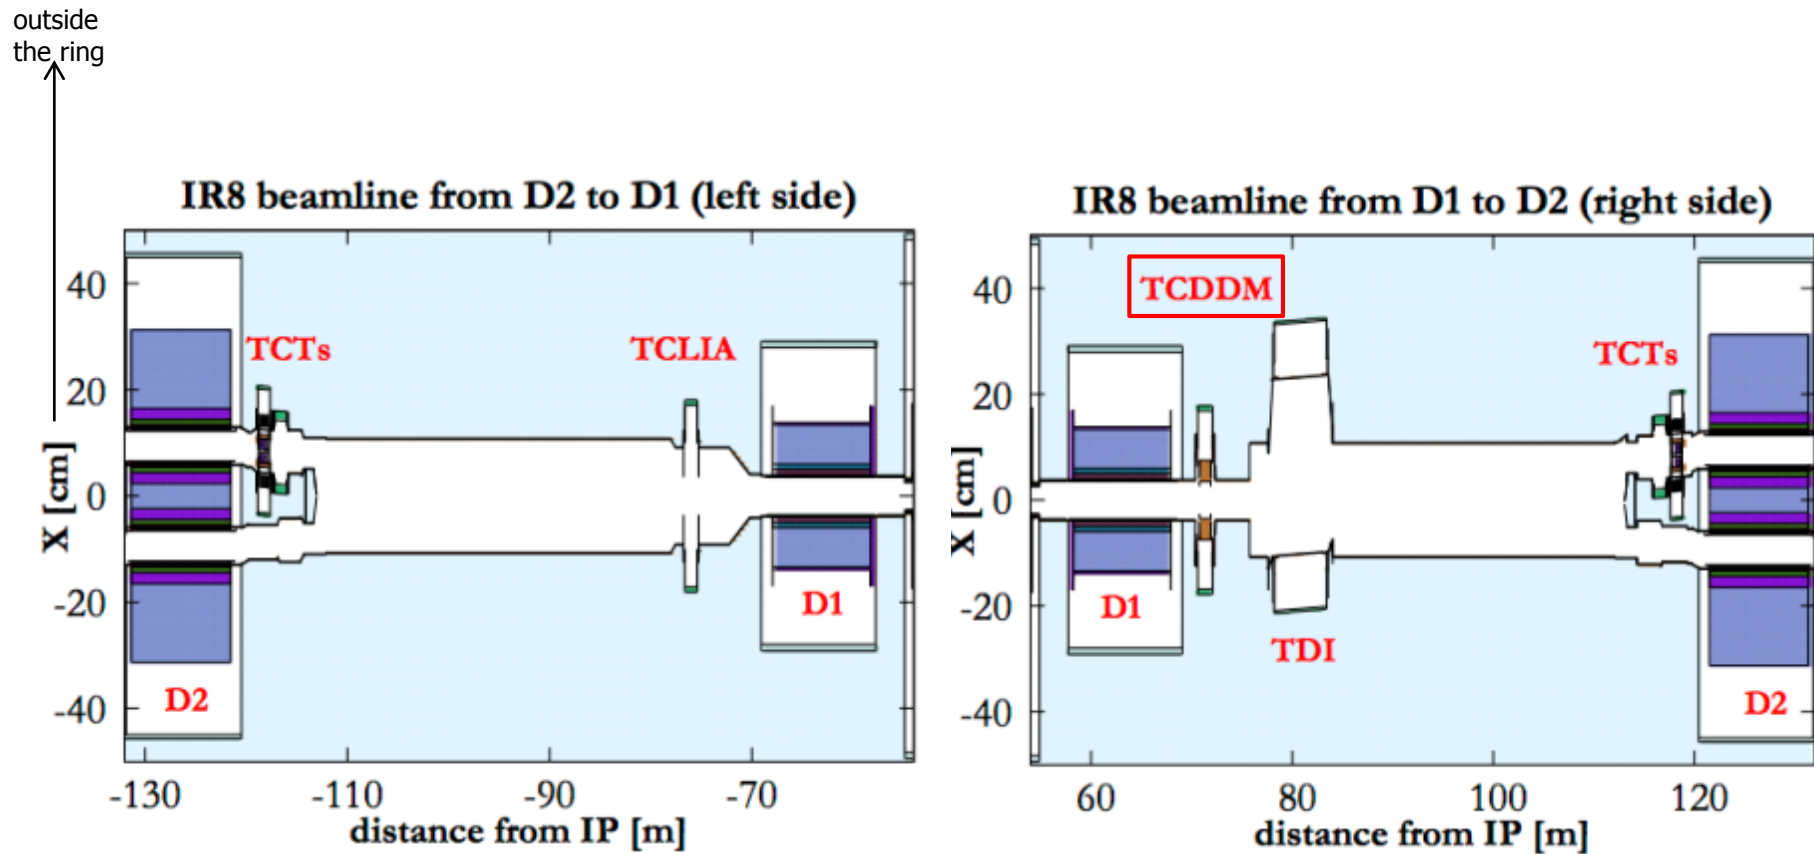 outside
the ring
IR8 beamline from D2 to D1 (left side)
40
20
0
-20
-40
X [cm]
TCTs
TCLIA
D1
D2
-130
-110
-90
-70
distance from IP [m]
IR8 beamline from D1 to D2 (right side)
40
20
0
-20
-40
X [cm]
TCDDM
TCTs
D1
TDI
D2
60
80
100
120
distance from IP [m]